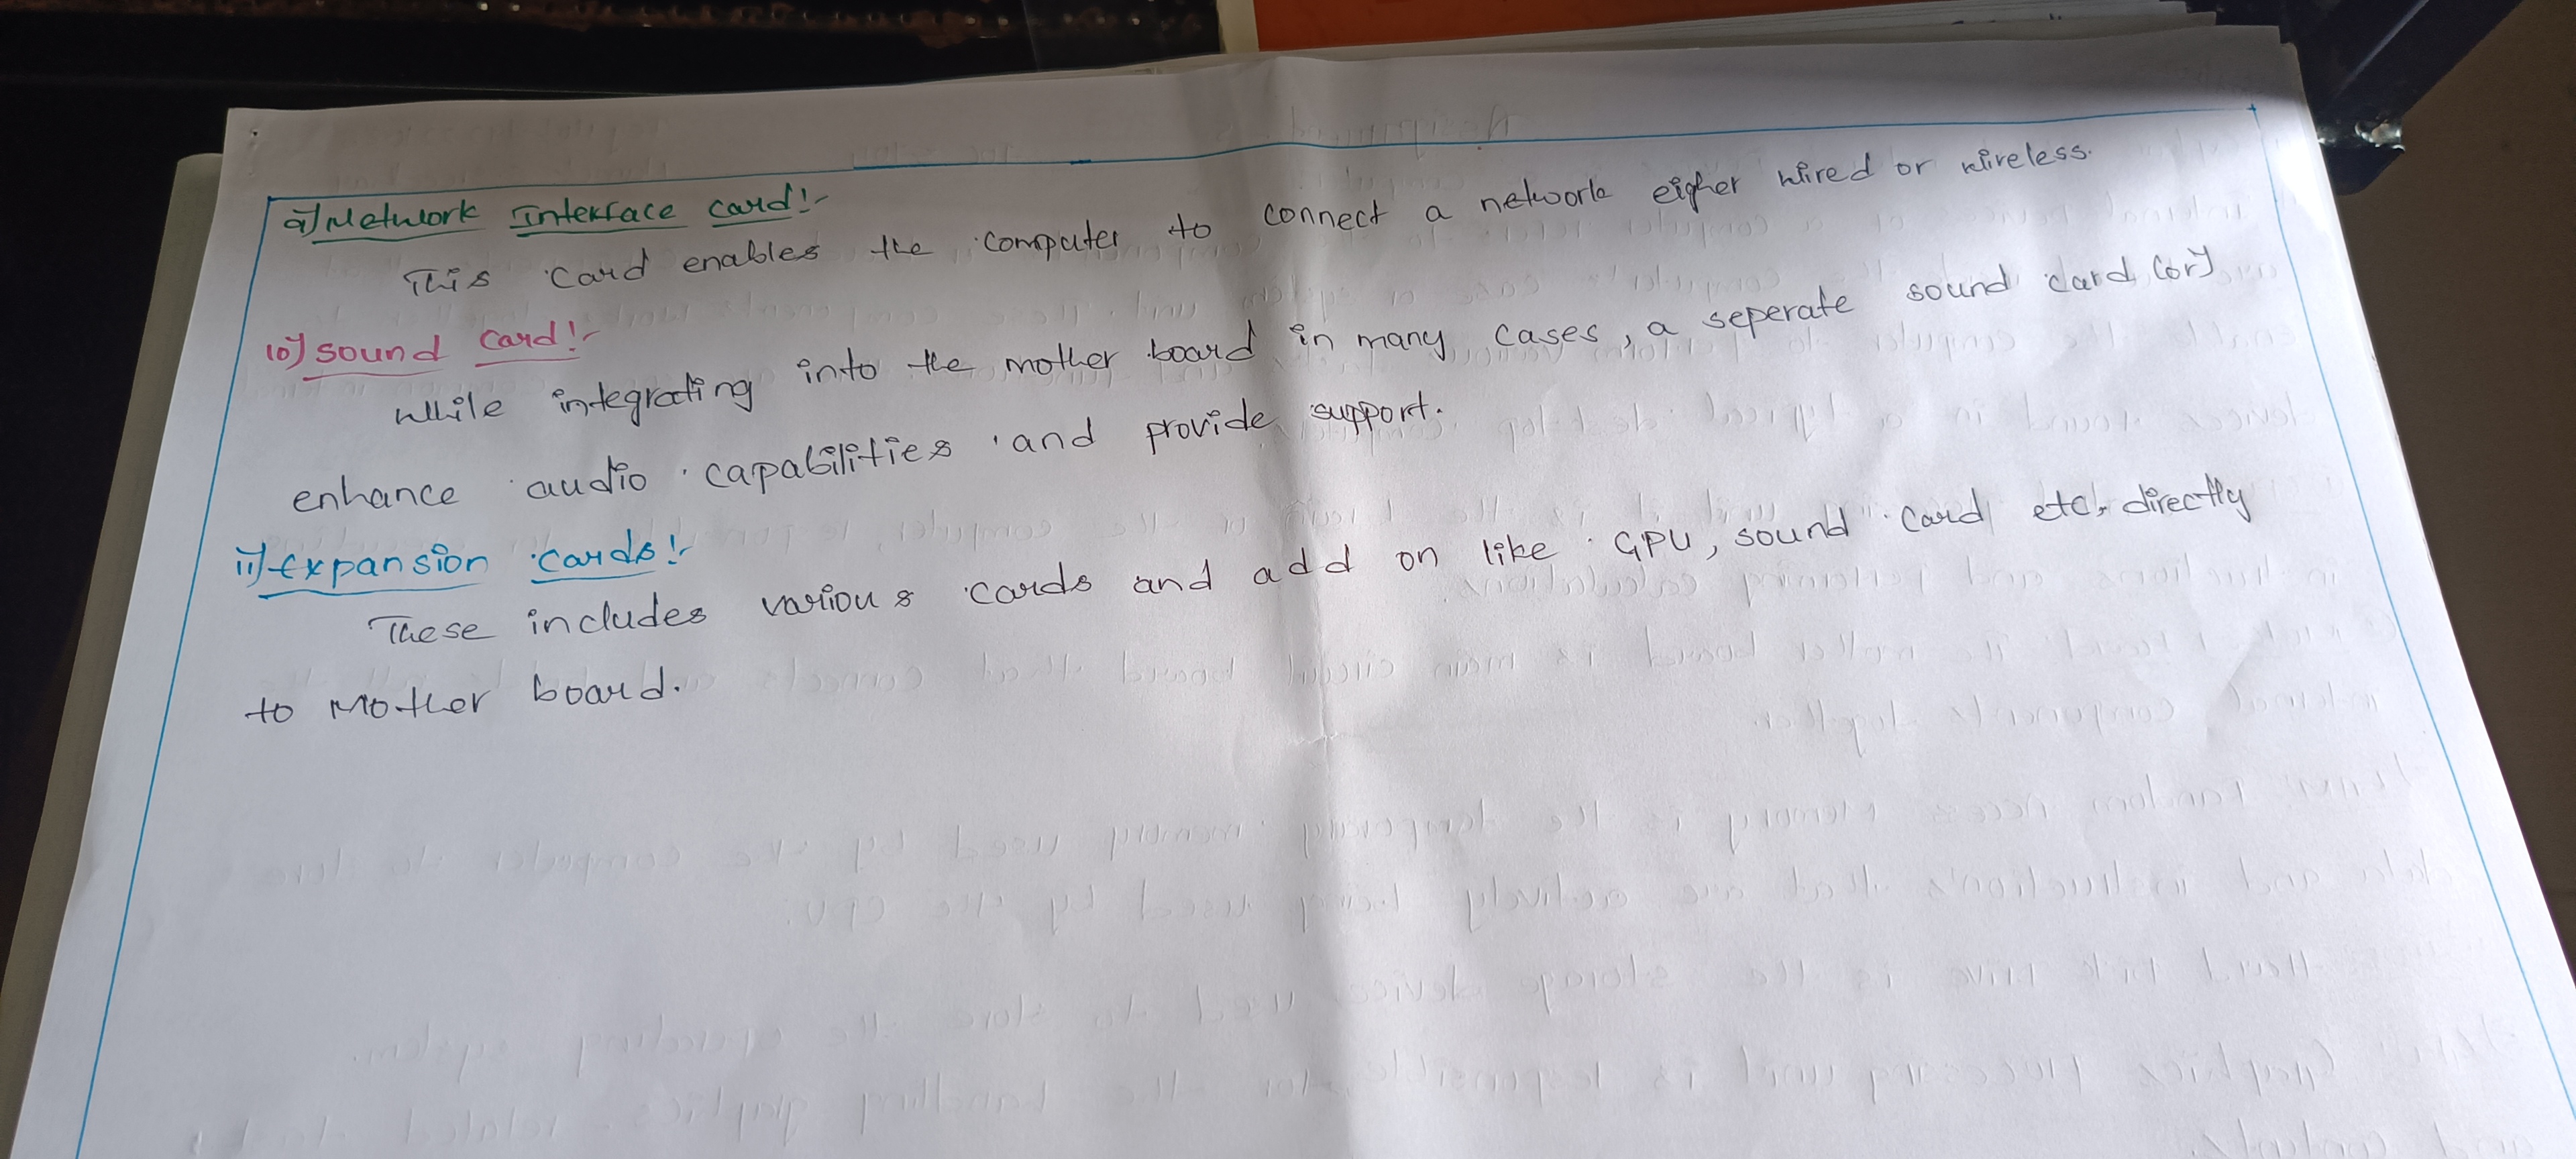 9) Network Interface card:-
This card enables the computer to connect a network eigher wired or wireless.
10) sound card:-
While integrating into the mother board in many cases, a seperate sound card (or)
enhance audio capabilities and provide support.
11) Expansion cards:-
These includes various cards and add on like GPU, sound card etc, directly
to Mother board.